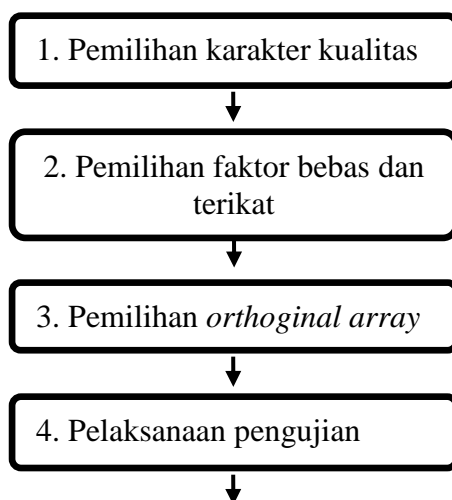 1. Pemilihan karakter kualitas
2. Pemilihan faktor bebas dan
terikat
3. Pemilihan orthoginal array
4. Pelaksanaan pengujian